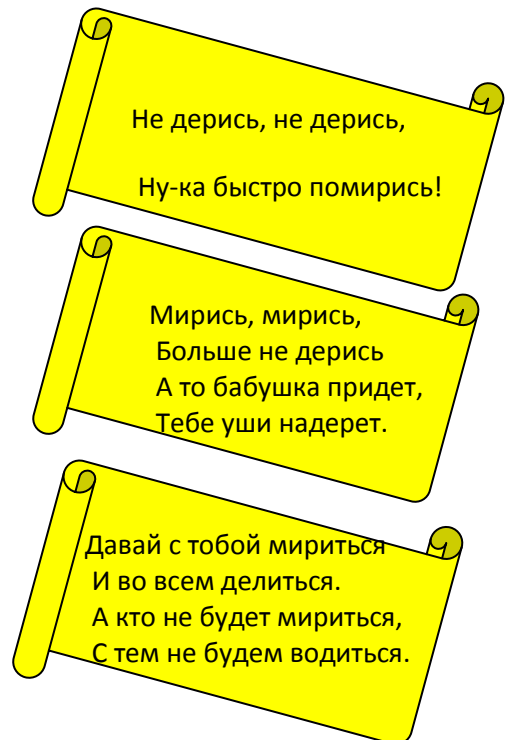 Не дерись, не дерись,
Ну-ка быстро помирись!
Мирись, мирись,
Больше не дерись
А то бабушка придет,
Тебе уши надерет.
Давай с тобой мириться
И во всем делиться.
А кто не будет мириться,
С тем не будем водиться.